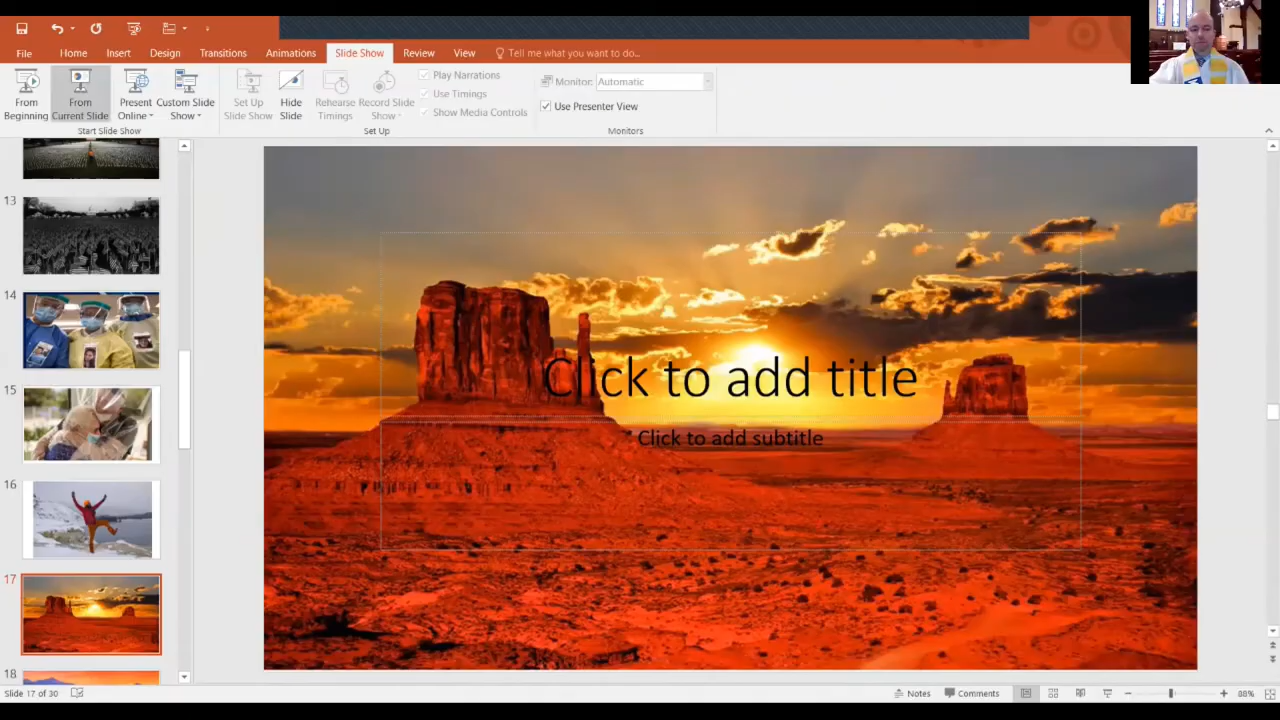 File
Home
Insert
Design
Transitions
Animations
Slide Show
Review
View
Tell me what you want to do...
From
Beginning
From
Current Slide
Present
Online
Custom Slide
Show
Start Slide Show
Set Up
Slide Show
Hide
Slide
Rehearse
Timings
Record Slide
Show
Play Narrations
Use Timings
Show Media Controls
Set Up
Monitor: Automatic
Use Presenter View
Monitors
13
14
15
16
17
18
Click to add title
Click to add subtitle
Slide 17 of 30
Notes
Comments
88%